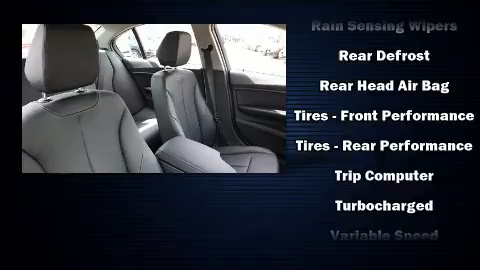 Rain Sensing Wipers
Rear Defrost
Rear Head Air Bag
Tires - Front Performance
Tires - Rear Performance
Trip Computer
Turbocharged
Variable Speed